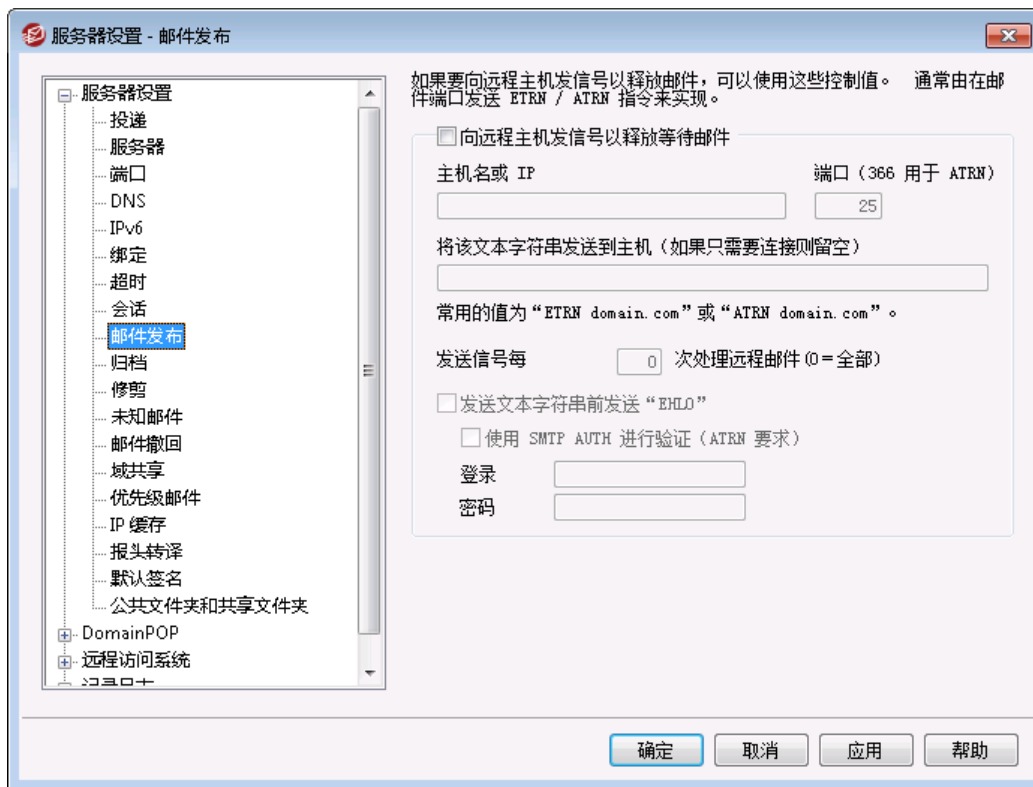 服务器设置 - 邮件发布
服务器设置
投递
服务器
端口
DNS
IPv6
绑定
超时
会话
邮件发布
归档
修剪
未知邮件
邮件撤回
域共享
优先级邮件
IP 缓存
报头转译
默认签名
公共文件夹和共享文件夹
DomainPOP
远程访问系统
记录日志
如果要向远程主机发信号以释放邮件，可以使用这些控制值。 通常由在邮
件端口发送 ETRN / ATRN 指令来实现。
向远程主机发信号以释放等待邮件
主机名或 IP
端口（366 用于 ATRN）
25
将该文本字符串发送到主机（如果只需要连接则留空）
常用的值为“ETRN domain.com”或“ATRN domain.com”。
发送信号每 0 次处理远程邮件(0=全部)
发送文本字符串前发送“EHLO”
使用 SMTP AUTH 进行验证（ATRN 要求）
登录
密码
确定 取消 应用 帮助